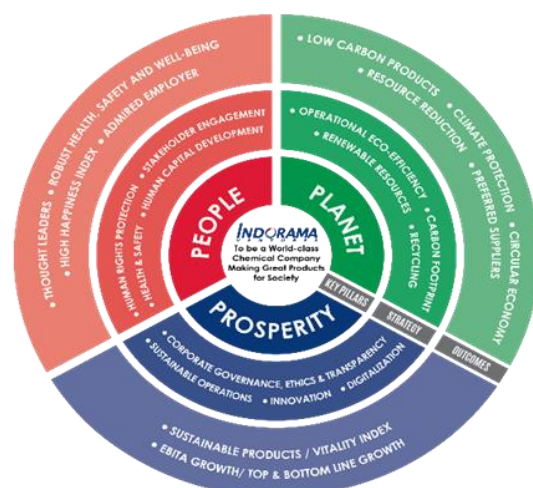 INDORAMA
To be a World-class
Chemical Company
Making Great Products
for Society
PEOPLE
• HUMAN RIGHTS PROTECTION • STAKEHOLDER ENGAGEMENT
• HEALTH & SAFETY • HUMAN CAPITAL DEVELOPMENT
• THOUGHT LEADERS • ROBUST HEALTH, SAFETY AND WELL-BEING
• HIGH HAPPINESS INDEX • ADMIRED EMPLOYER
PLANET
• OPERATIONAL ECO-EFFICIENCY • CARBON FOOTPRINT
• RENEWABLE RESOURCES • RECYCLING
• LOW CARBON PRODUCTS • CLIMATE PROTECTION • CIRCULAR ECONOMY
• RESOURCE REDUCTION • PREFERRED SUPPLIERS
PROSPERITY
• CORPORATE GOVERNANCE, ETHICS & TRANSPARENCY
• SUSTAINABLE OPERATIONS • INNOVATION • DIGITALIZATION
• SUSTAINABLE PRODUCTS / VITALITY INDEX
• EBITA GROWTH/ TOP & BOTTOM LINE GROWTH
KEY PILLARS
STRATEGY
OUTCOMES